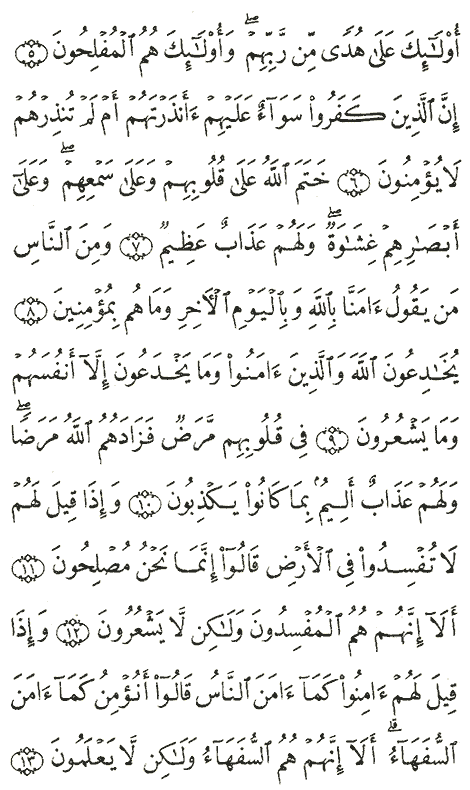 أُوْلَـٰٓئِكَ عَلَىٰ هُدًى مِّن رَّبِّهِمۡۖ وَأُوْلَـٰٓئِكَ هُمُ ٱلۡمُفۡلِحُونَ ٥
إِنَّ ٱلَّذِينَ كَفَرُواْ سَوَآءٌ عَلَيۡهِمۡ ءَأَنذَرۡتَهُمۡ أَمۡ لَمۡ تُنذِرۡهُمۡ
لَا يُؤۡمِنُونَ ٦ خَتَمَ ٱللَّهُ عَلَىٰ قُلُوبِهِمۡ وَعَلَىٰ سَمۡعِهِمۡۖ وَعَلَىٰٓ
أَبۡصَـٰرِهِمۡ غِشَـٰوَةٞۖ وَلَهُمۡ عَذَابٌ عَظِيمٞ ٧ وَمِنَ ٱلنَّاسِ
مَن يَقُولُ ءَامَنَّا بِٱللَّهِ وَبِٱلۡيَوۡمِ ٱلۡأٓخِرِ وَمَا هُم بِمُؤۡمِنِينَ ٨
يُخَـٰدِعُونَ ٱللَّهَ وَٱلَّذِينَ ءَامَنُواْ وَمَا يَخۡدَعُونَ إِلَّآ أَنفُسَهُمۡ
وَمَا يَشۡعُرُونَ ٩ فِي قُلُوبِهِم مَّرَضٞ فَزَادَهُمُ ٱللَّهُ مَرَضٗاۖ
وَلَهُمۡ عَذَابٌ أَلِيمُۢ بِمَا كَانُواْ يَكۡذِبُونَ ١٠ وَإِذَا قِيلَ لَهُمۡ
لَا تُفۡسِدُواْ فِي ٱلۡأَرۡضِ قَالُوٓاْ إِنَّمَا نَحۡنُ مُصۡلِحُونَ ١١
أَلَآ إِنَّهُمۡ هُمُ ٱلۡمُفۡسِدُونَ وَلَـٰكِن لَّا يَشۡعُرُونَ ١٢ وَإِذَا
قِيلَ لَهُمۡ ءَامِنُواْ كَمَآ ءَامَنَ ٱلنَّاسُ قَالُوٓاْ أَنُؤۡمِنُ كَمَآ ءَامَنَ
ٱلسُّفَهَآءُۗ أَلَآ إِنَّهُمۡ هُمُ ٱلسُّفَهَآءُ وَلَـٰكِن لَّا يَعۡلَمُونَ ١٣